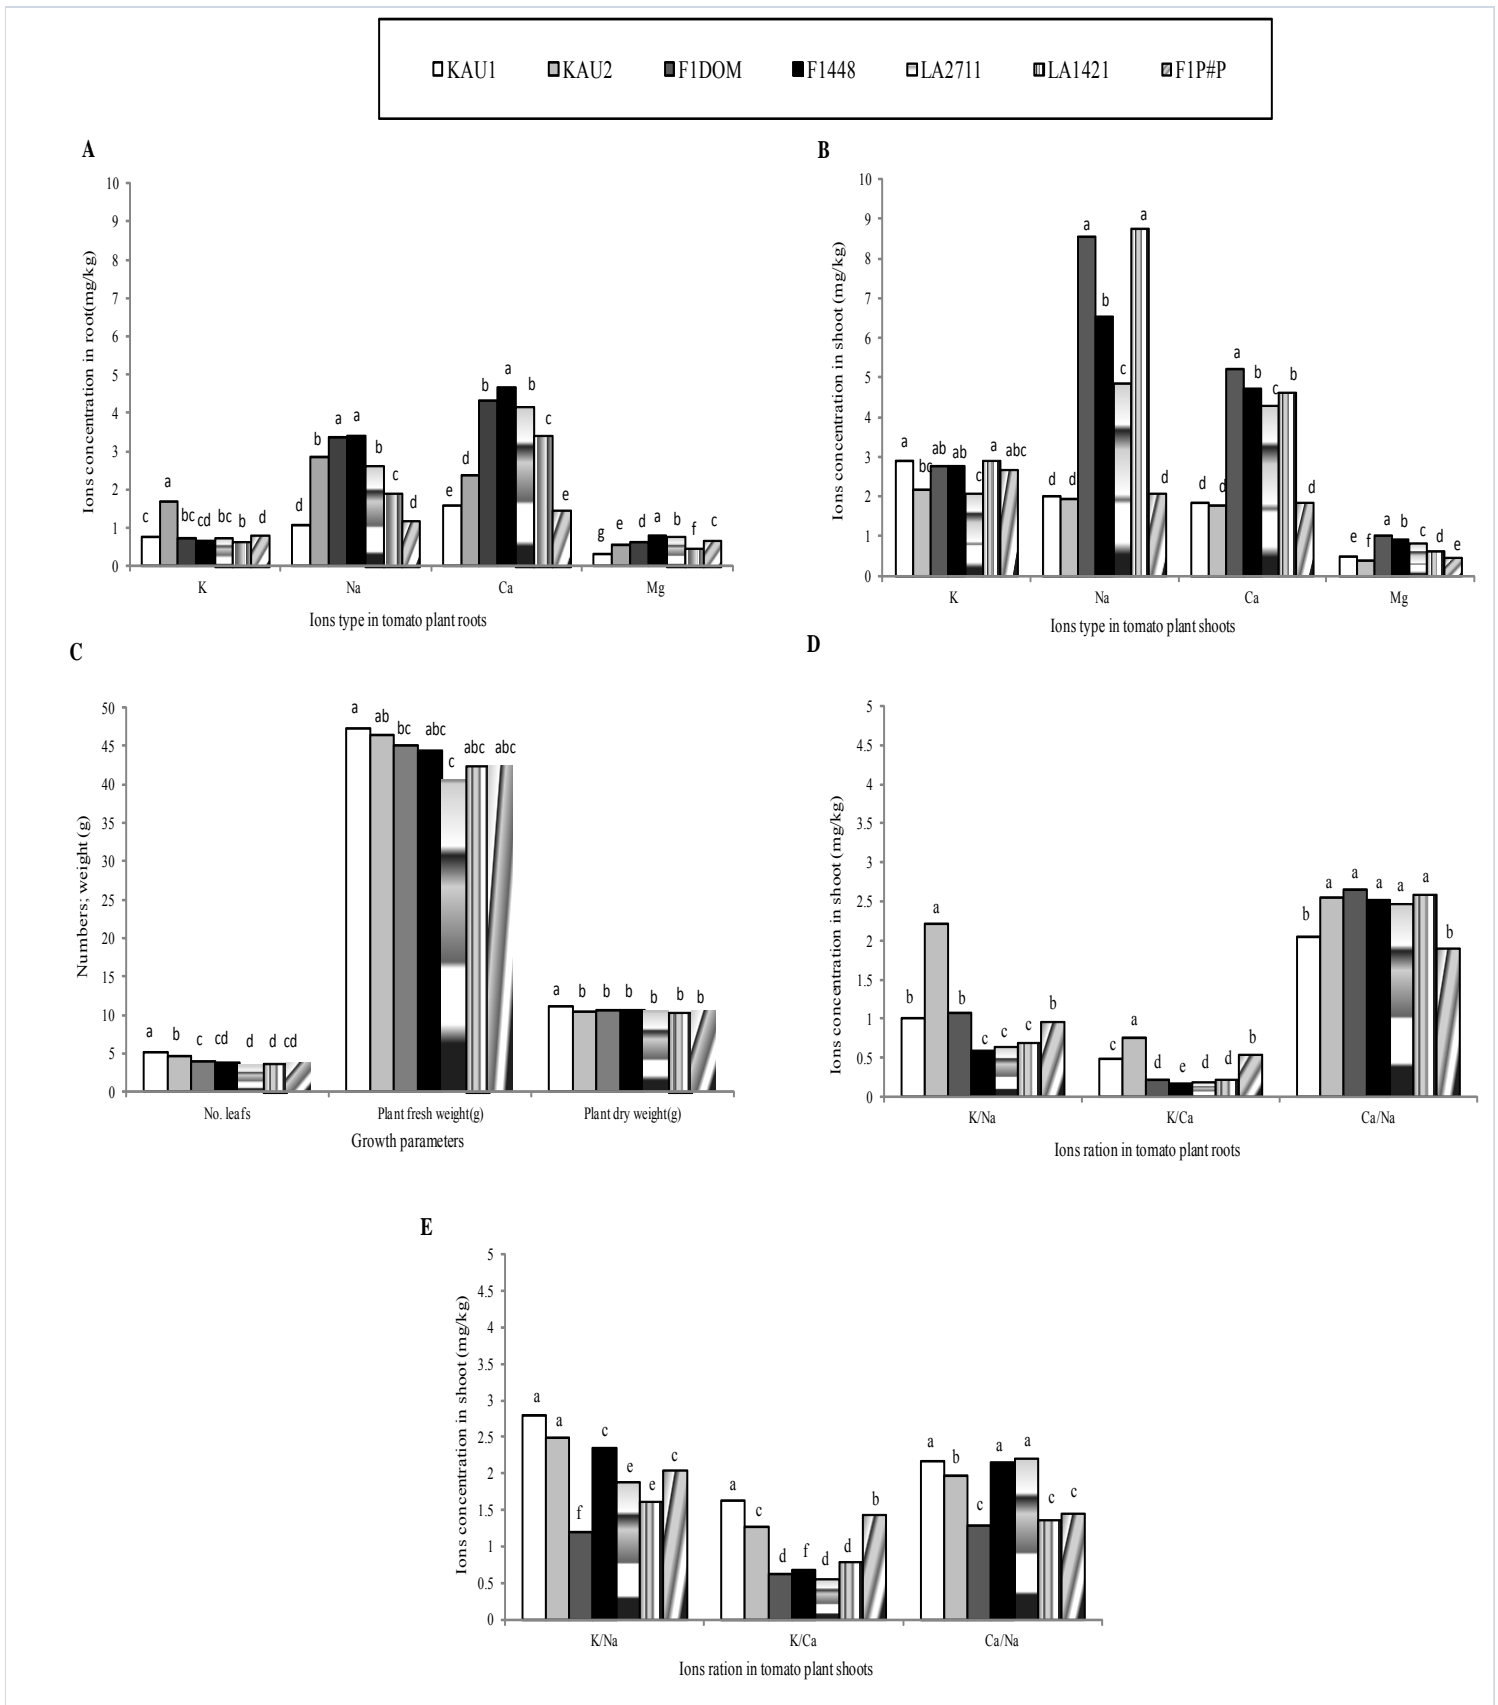 KAU1 KAU2 F1DOM F1448 LA2711 LA1421 F1P#P
A
Ions concentration in root(mg/kg)
10
9
8
7
6
5
4
3
2
1
0
c a bc cd bc b d
d b a a b c d
e d b a b c e
g e d a b f c
K Na Ca Mg
Ions type in tomato plant roots
B
Ions concentration in shoot (mg/kg)
10
9
8
7
6
5
4
3
2
1
0
a bc ab ab c a abc
d d a b c a d
d d a b c b d
e f a b c d e
K Na Ca Mg
Ions type in tomato plant shoots
C
Numbers; weight (g)
50
45
40
35
30
25
20
15
10
5
0
a b c cd d d cd
a ab bc abc c abc abc
a b b b b b b
No. leafs Plant fresh weight(g) Plant dry weight(g)
Growth parameters
D
Ions concentration in shoot (mg/kg)
5
4.5
4
3.5
3
2.5
2
1.5
1
0.5
0
b a b c c c b
c a d e d d b
b a a a a a b
K/Na K/Ca Ca/Na
Ions ration in tomato plant roots
E
Ions concentration in shoot (mg/kg)
5
4.5
4
3.5
3
2.5
2
1.5
1
0.5
0
a a f c e e c
a c d f d d b
a b c a a c c
K/Na K/Ca Ca/Na
Ions ration in tomato plant shoots